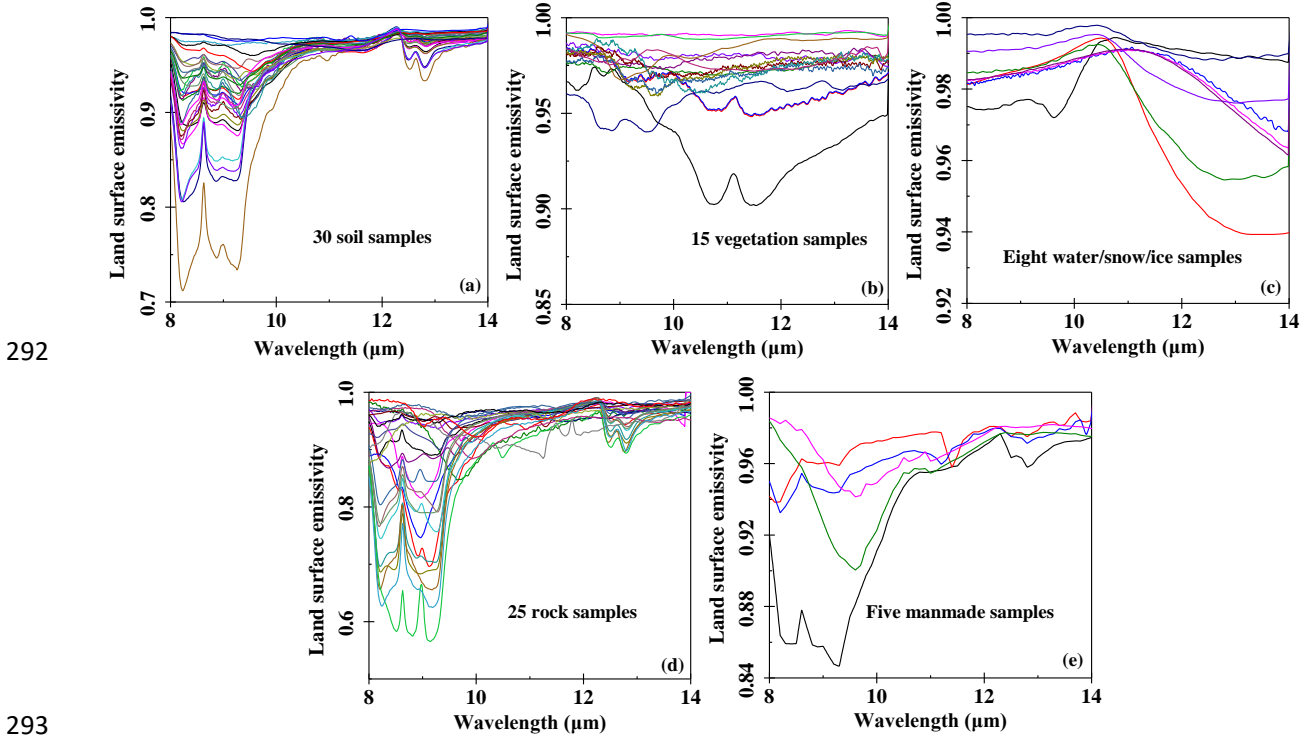 1.0
0.9
0.8
0.7
Land surface emissivity
30 soil samples
(a)
8 10 12 14
Wavelength (μm)
1.00
0.95
0.90
0.85
Land surface emissivity
15 vegetation samples
(b)
8 10 12 14
Wavelength (μm)
1.00
0.98
0.96
0.94
0.92
Land surface emissivity
Eight water/snow/ice samples
(c)
8 10 12 14
Wavelength (μm)
292
1.0
0.8
0.6
Land surface emissivity
25 rock samples
(d)
8 10 12 14
Wavelength (μm)
1.00
0.96
0.92
0.88
0.84
Land surface emissivity
Five manmade samples
(e)
8 10 12 14
Wavelength (μm)
293